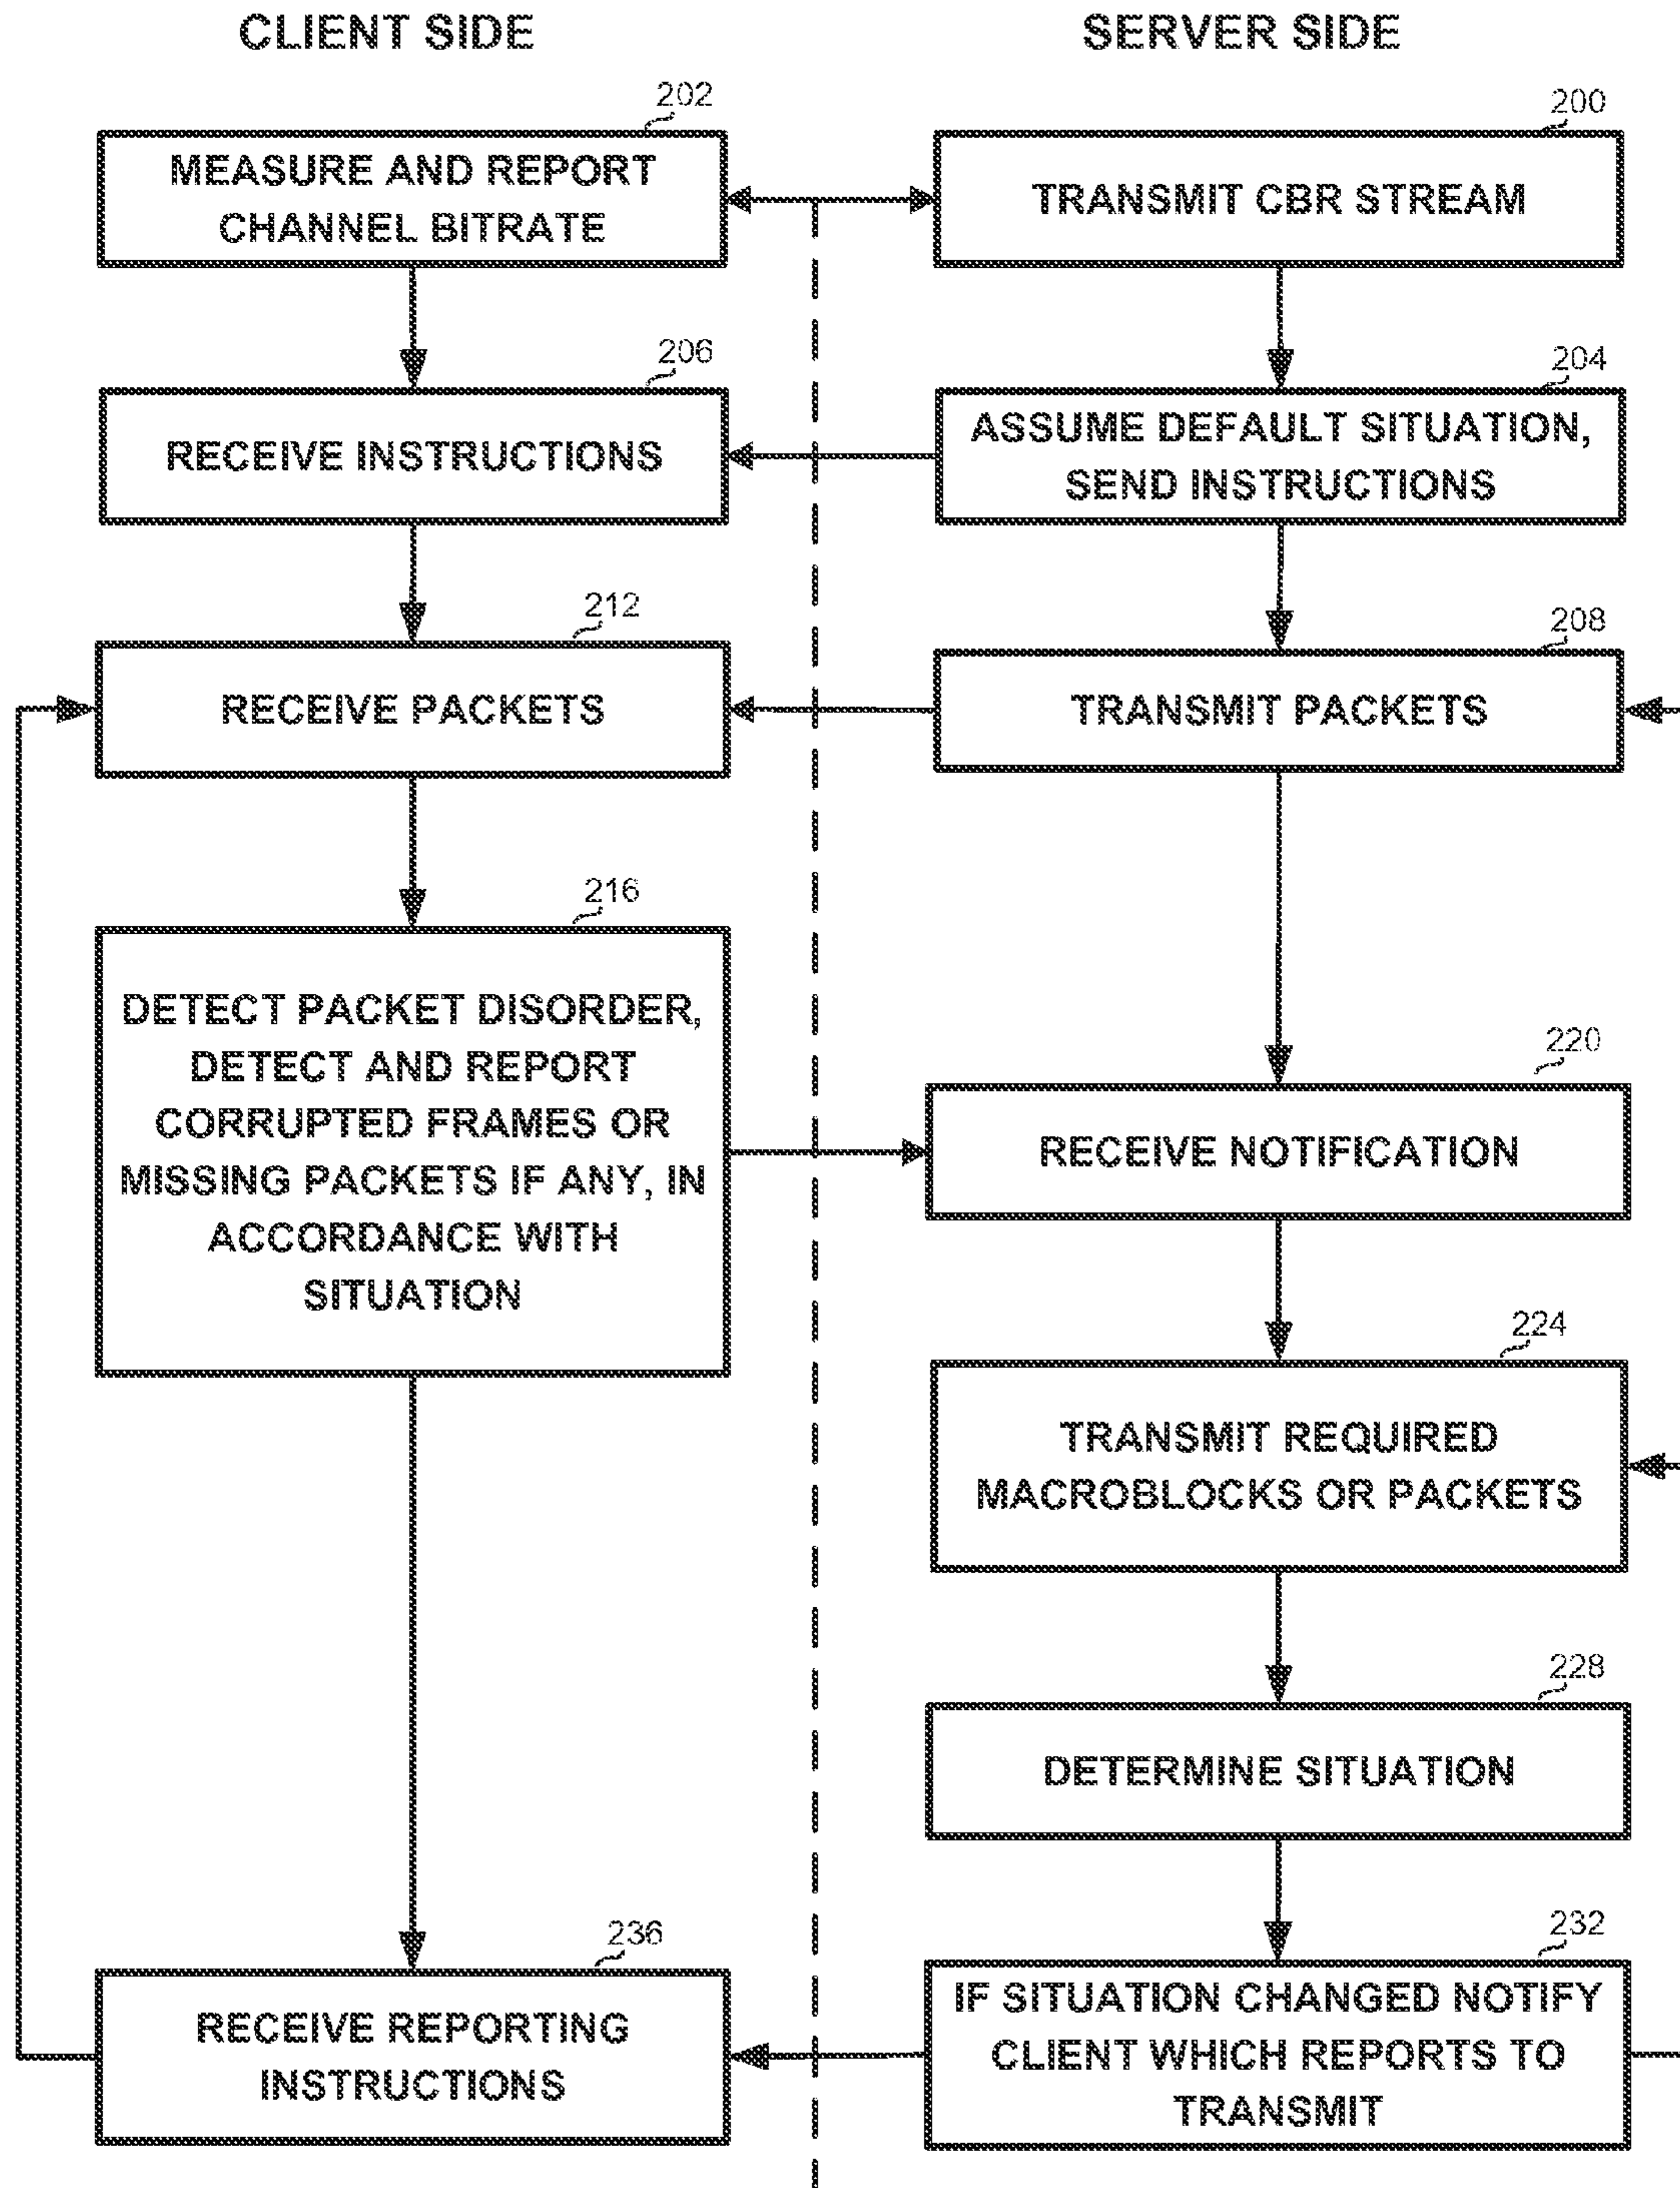 CLIENT SIDE
SERVER SIDE
202
MEASURE AND REPORT
CHANNEL BITRATE
200
TRANSMIT CBR STREAM
206
RECEIVE INSTRUCTIONS
204
ASSUME DEFAULT SITUATION,
SEND INSTRUCTIONS
212
RECEIVE PACKETS
208
TRANSMIT PACKETS
216
DETECT PACKET DISORDER,
DETECT AND REPORT
CORRUPTED FRAMES OR
MISSING PACKETS IF ANY, IN
ACCORDANCE WITH
SITUATION
220
RECEIVE NOTIFICATION
224
TRANSMIT REQUIRED
MACROBLOCKS OR PACKETS
228
DETERMINE SITUATION
236
RECEIVE REPORTING
INSTRUCTIONS
232
IF SITUATION CHANGED NOTIFY
CLIENT WHICH REPORTS TO
TRANSMIT